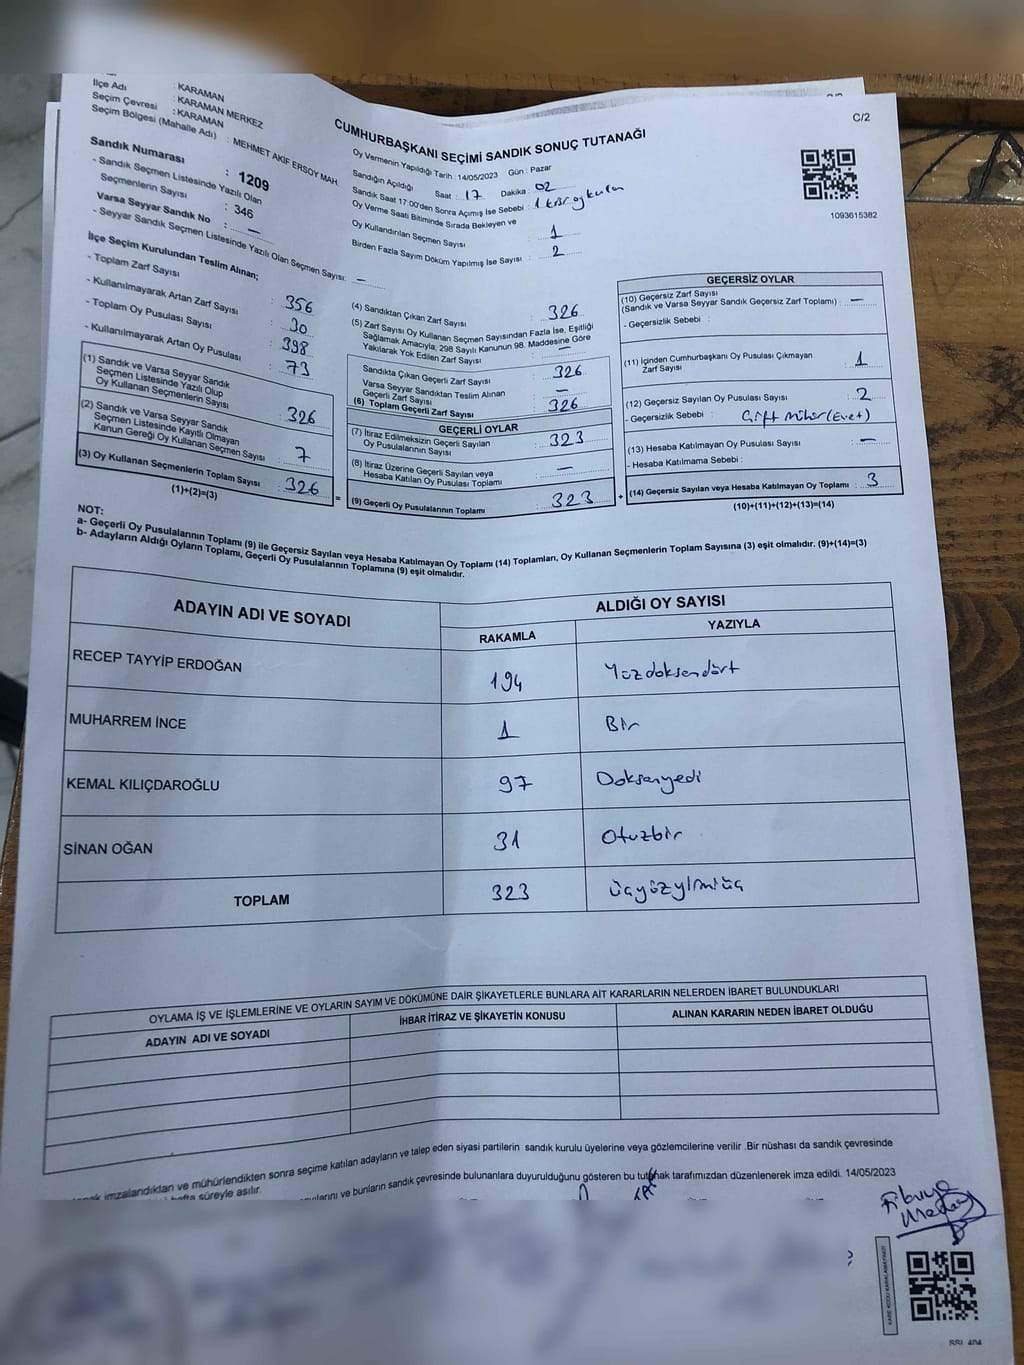 İlçe Adı : KARAMAN
Seçim Çevresi : KARAMAN MERKEZ
Seçim Bölgesi (Mahalle Adı) : KARAMAN
: MEHMET AKİF ERSOY MAH.
Sandık Numarası : 1209
- Sandık Seçmen Listesinde Yazılı Olan
Seçmenlerin Sayısı : 346
Varsa Seyyar Sandık No : —
- Seyyar Sandık Seçmen Listesinde Yazılı Olan Seçmen Sayısı: —
İlçe Seçim Kurulundan Teslim Alınan;
- Toplam Zarf Sayısı : 356
- Kullanılmayarak Artan Zarf Sayısı : 30
- Toplam Oy Pusulası Sayısı : 398
- Kullanılmayarak Artan Oy Pusulası : 73
(1) Sandık ve Varsa Seyyar Sandık
Seçmen Listesinde Yazılı Olup
Oy Kullanan Seçmenlerin Sayısı : 326
(2) Sandık ve Varsa Seyyar Sandık
Seçmen Listesinde Kayıtlı Olmayan
Kanun Gereği Oy Kullanan Seçmen Sayısı : 7
(3) Oy Kullanan Seçmenlerin Toplam Sayısı : 326
(1)+(2)=(3)
CUMHURBAŞKANI SEÇİMİ SANDIK SONUÇ TUTANAĞI
C/2
1093615382
Oy Vermenin Yapıldığı Tarih : 14/05/2023 Gün : Pazar
Sandığın Açıldığı Saat : 17 Dakika : 02
Sandık Saat 17:00'den Sonra Açımış İse Sebebi :
Oy Verme Saati Bitiminde Sırada Bekleyen ve
Oy Kullandırılan Seçmen Sayısı : 1
Birden Fazla Sayım Döküm Yapılmış İse Sayısı : 2
(4) Sandıktan Çıkan Zarf Sayısı : 326
(5) Zarf Sayısı Oy Kullanan Seçmen Sayısından Fazla İse, Eşitliği
Sağlamak Amacıyla, 298 Sayılı Kanunun 98. Maddesine Göre
Yakılarak Yok Edilen Zarf Sayısı : —
Sandıkta Çıkan Geçerli Zarf Sayısı : 326
Varsa Seyyar Sandıktan Teslim Alınan
Geçerli Zarf Sayısı : —
(6) Toplam Geçerli Zarf Sayısı : 326
GEÇERLİ OYLAR
(7) İtiraz Edilmeksizin Geçerli Sayılan
Oy Pusulalarının Sayısı : 323
(8) İtiraz Üzerine Geçerli Sayılan veya
Hesaba Katılan Oy Pusulası Toplamı : —
= (9) Geçerli Oy Pusulalarının Toplamı : 323
GEÇERSİZ OYLAR
(10) Geçersiz Zarf Sayısı
(Sandık ve Varsa Seyyar Sandık Geçersiz Zarf Toplamı) : —
- Geçersizlik Sebebi :
(11) İçinden Cumhurbaşkanı Oy Pusulası Çıkmayan
Zarf Sayısı : 1
(12) Geçersiz Sayılan Oy Pusulası Sayısı : 2
- Geçersizlik Sebebi : Çift Mühür (Evet)
(13) Hesaba Katılmayan Oy Pusulası Sayısı : —
- Hesaba Katılmama Sebebi :
+ (14) Geçersiz Sayılan veya Hesaba Katılmayan Oy Toplamı : 3
(10)+(11)+(12)+(13)=(14)
NOT:
a- Geçerli Oy Pusulalarının Toplamı (9) ile Geçersiz Sayılan veya Hesaba Katılmayan Oy Toplamı (14) Toplamları, Oy Kullanan Seçmenlerin Toplam Sayısına (3) eşit olmalıdır. (9)+(14)=(3)
b- Adayların Aldığı Oyların Toplamı, Geçerli Oy Pusulalarının Toplamına (9) eşit olmalıdır.
ADAYIN ADI VE SOYADI ALDIĞI OY SAYISI
RAKAMLA YAZIYLA
RECEP TAYYİP ERDOĞAN 194 Yüzdoksandört
MUHARREM İNCE 1 Bir
KEMAL KILIÇDAROĞLU 97 Doksanyedi
SİNAN OĞAN 31 Otuzbir
TOPLAM 323 üçyüzyirmiüç
OYLAMA İŞ VE İŞLEMLERİNE VE OYLARIN SAYIM VE DÖKÜMÜNE DAİR ŞİKAYETLERLE BUNLARA AİT KARARLARIN NELERDEN İBARET BULUNDUKLARI
ADAYIN ADI VE SOYADI İHBAR İTİRAZ VE ŞİKAYETİN KONUSU ALINAN KARARIN NEDEN İBARET OLDUĞU
imzalandıktan ve mühürlendikten sonra seçime katılan adayların ve talep eden siyasi partilerin sandık kurulu üyelerine veya gözlemcilerine verilir .Bir nüshası da sandık çevresinde
hafta süreyle asılır.
ve bunların sandık çevresinde bulunanlara duyurulduğunu gösteren bu tutanak tarafımızdan düzenlenerek imza edildi. 14/05/2023